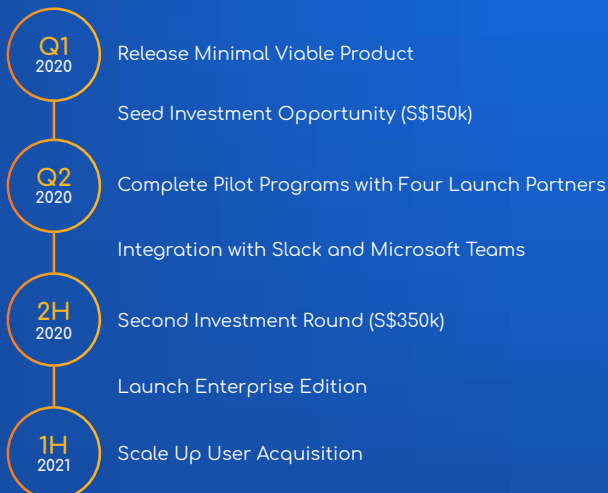 Q1
2020
Release Minimal Viable Product
Seed Investment Opportunity (S$150k)
Q2
2020
Complete Pilot Programs with Four Launch Partners
Integration with Slack and Microsoft Teams
2H
2020
Second Investment Round (S$350k)
Launch Enterprise Edition
1H
2021
Scale Up User Acquisition